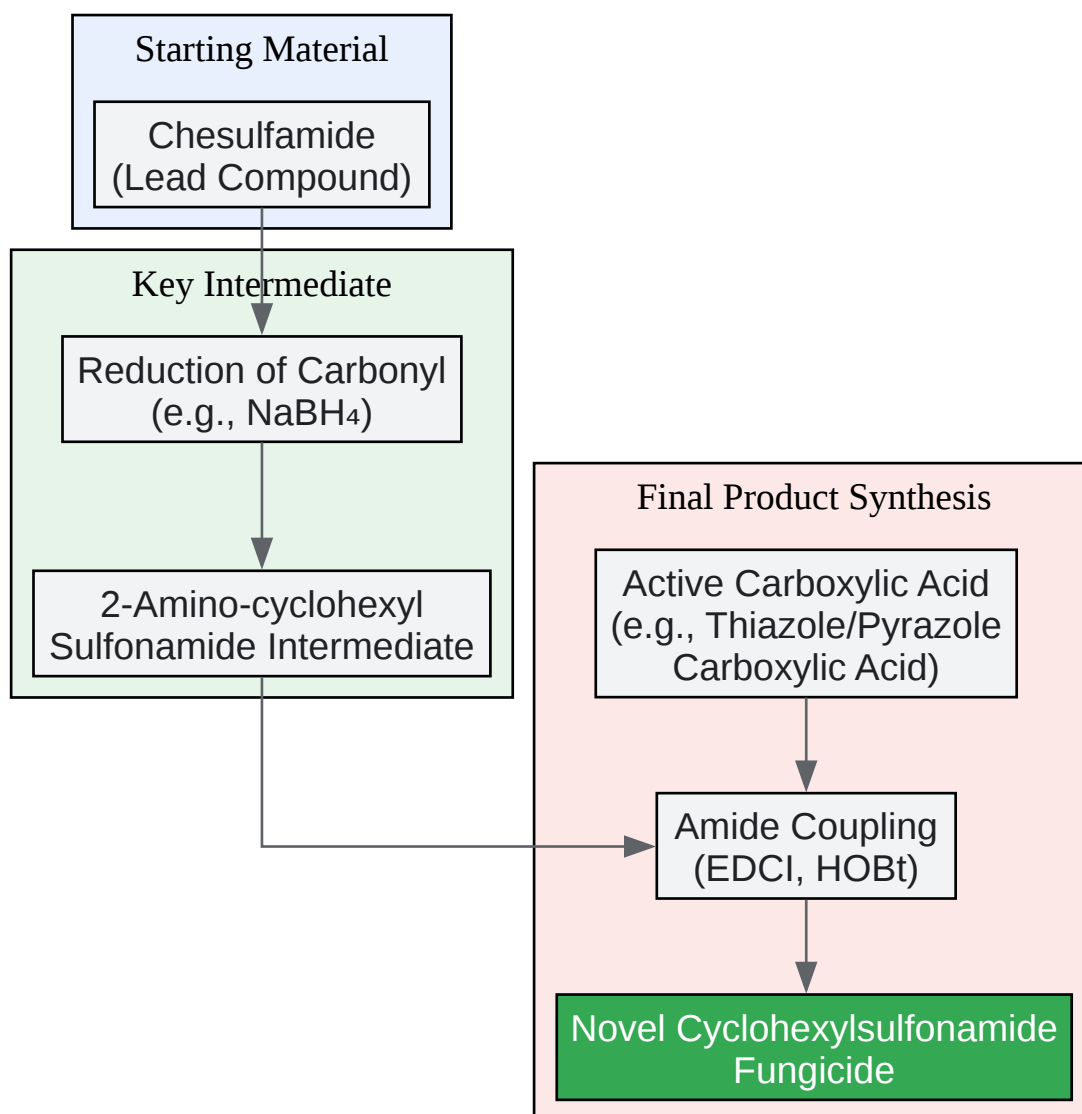 Starting Material
Chesulfamide
(Lead Compound)
Key Intermediate
Reduction of Carbonyl
(e.g., NaBH₄)
2-Amino-cyclohexyl
Sulfonamide Intermediate
Final Product Synthesis
Active Carboxylic Acid
(e.g., Thiazole/Pyrazole
Carboxylic Acid)
Amide Coupling
(EDCI, HOBt)
Novel Cyclohexylsulfonamide
Fungicide